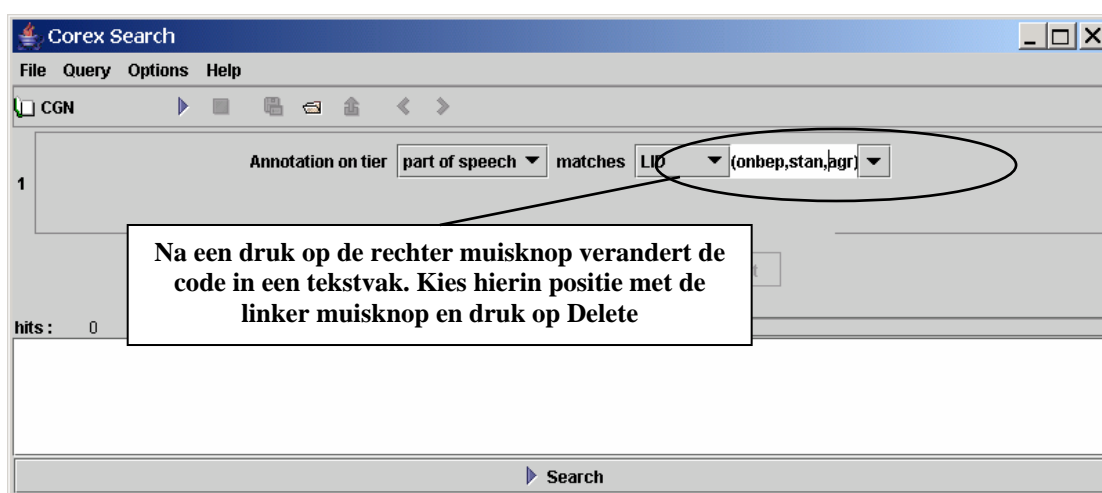 Corex Search
File Query Options Help
CGN
Annotation on tier part of speech matches LID (onbep,stan,agr)
1
Na een druk op de rechter muisknop verandert de
code in een tekstvak. Kies hierin positie met de
linker muisknop en druk op Delete
hits : 0
Search